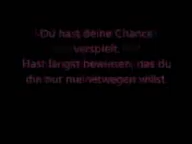 Du hast deine Chance
verspielt,
Hast längst bewiesen, das du
die nur meinetwegen willst